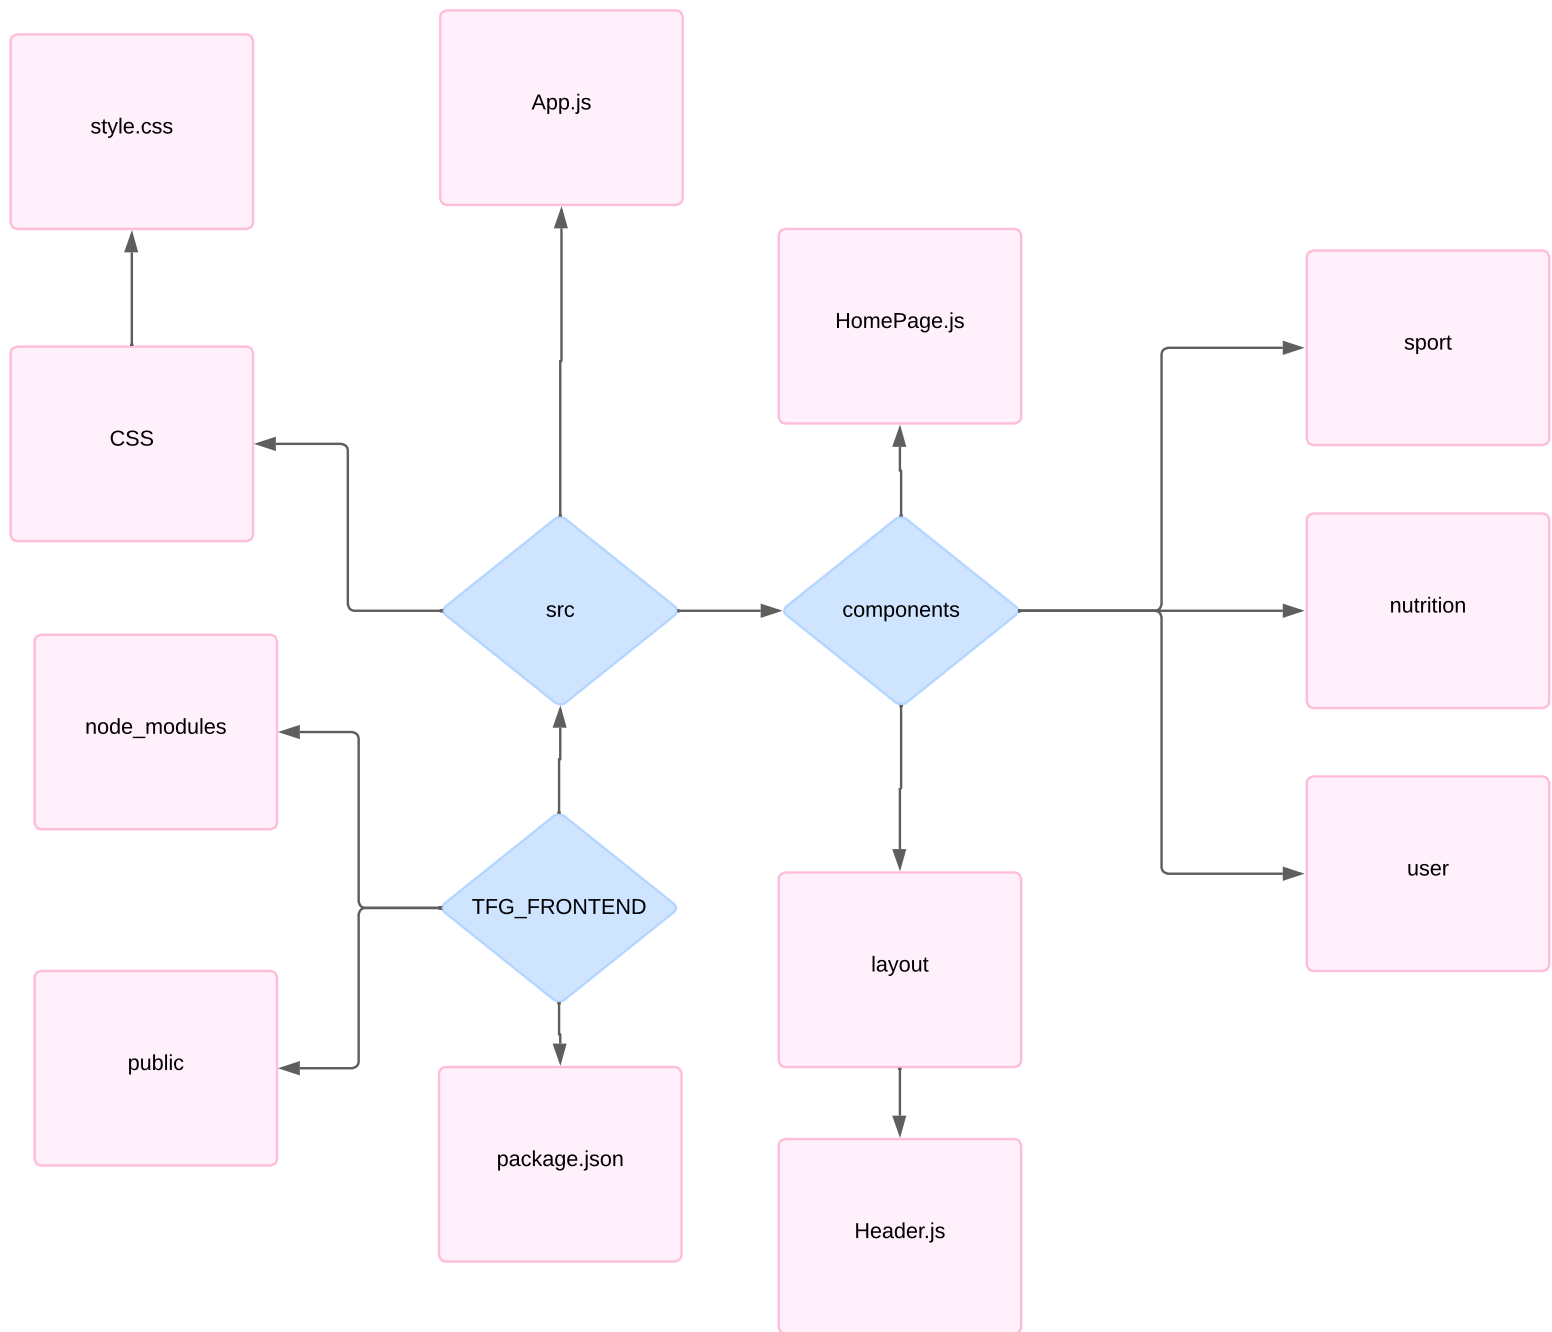 App.js
style.css
HomePage.js
sport
CSS
src
components
nutrition
node_modules
user
TFG_FRONTEND
layout
public
package.json
Header.js